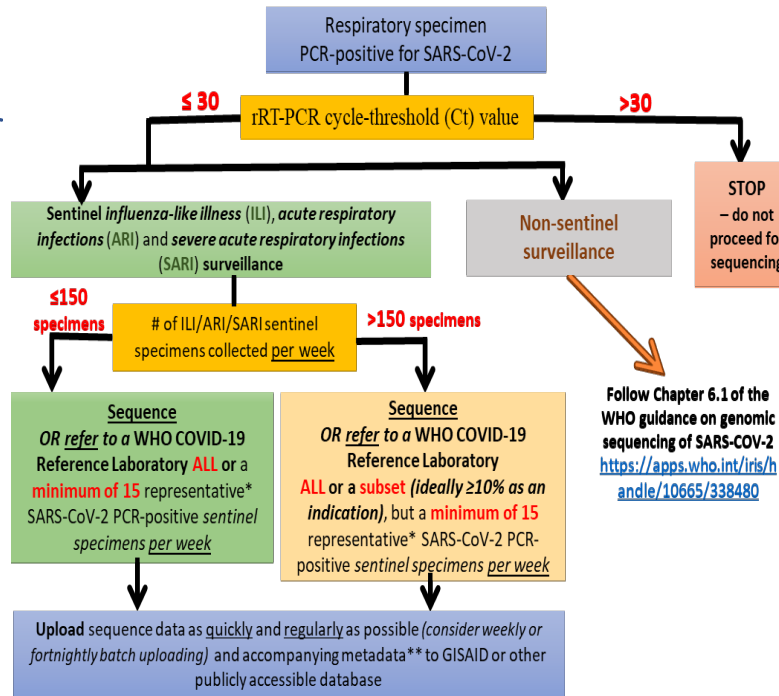 Respiratory specimen
PCR-positive for SARS-CoV-2
≤ 30
>30
rRT-PCR cycle-threshold (Ct) value
Sentinel influenza-like illness (ILI), acute respiratory
infections (ARI) and severe acute respiratory infections
(SARI) surveillance
Non-sentinel
surveillance
STOP
– do not
proceed fo
sequencing
≤150
specimens
# of ILI/ARI/SARI sentinel
specimens collected per week
>150 specimens
Sequence
OR refer to a WHO COVID-19
Reference Laboratory ALL or a
minimum of 15 representative*
SARS-CoV-2 PCR-positive sentinel
specimens per week
Sequence
OR refer to a WHO COVID-19
Reference Laboratory
ALL or a subset (ideally ≥10% as an
indication), but a minimum of 15
representative* SARS-CoV-2 PCR-
positive sentinel specimens per week
Follow Chapter 6.1 of the
WHO guidance on genomic
sequencing of SARS-COV-2
https://apps.who.int/iris/h
andle/10665/338480
Upload sequence data as quickly and regularly as possible (consider weekly or
fortnightly batch uploading) and accompanying metadata** to GISAID or other
publicly accessible database